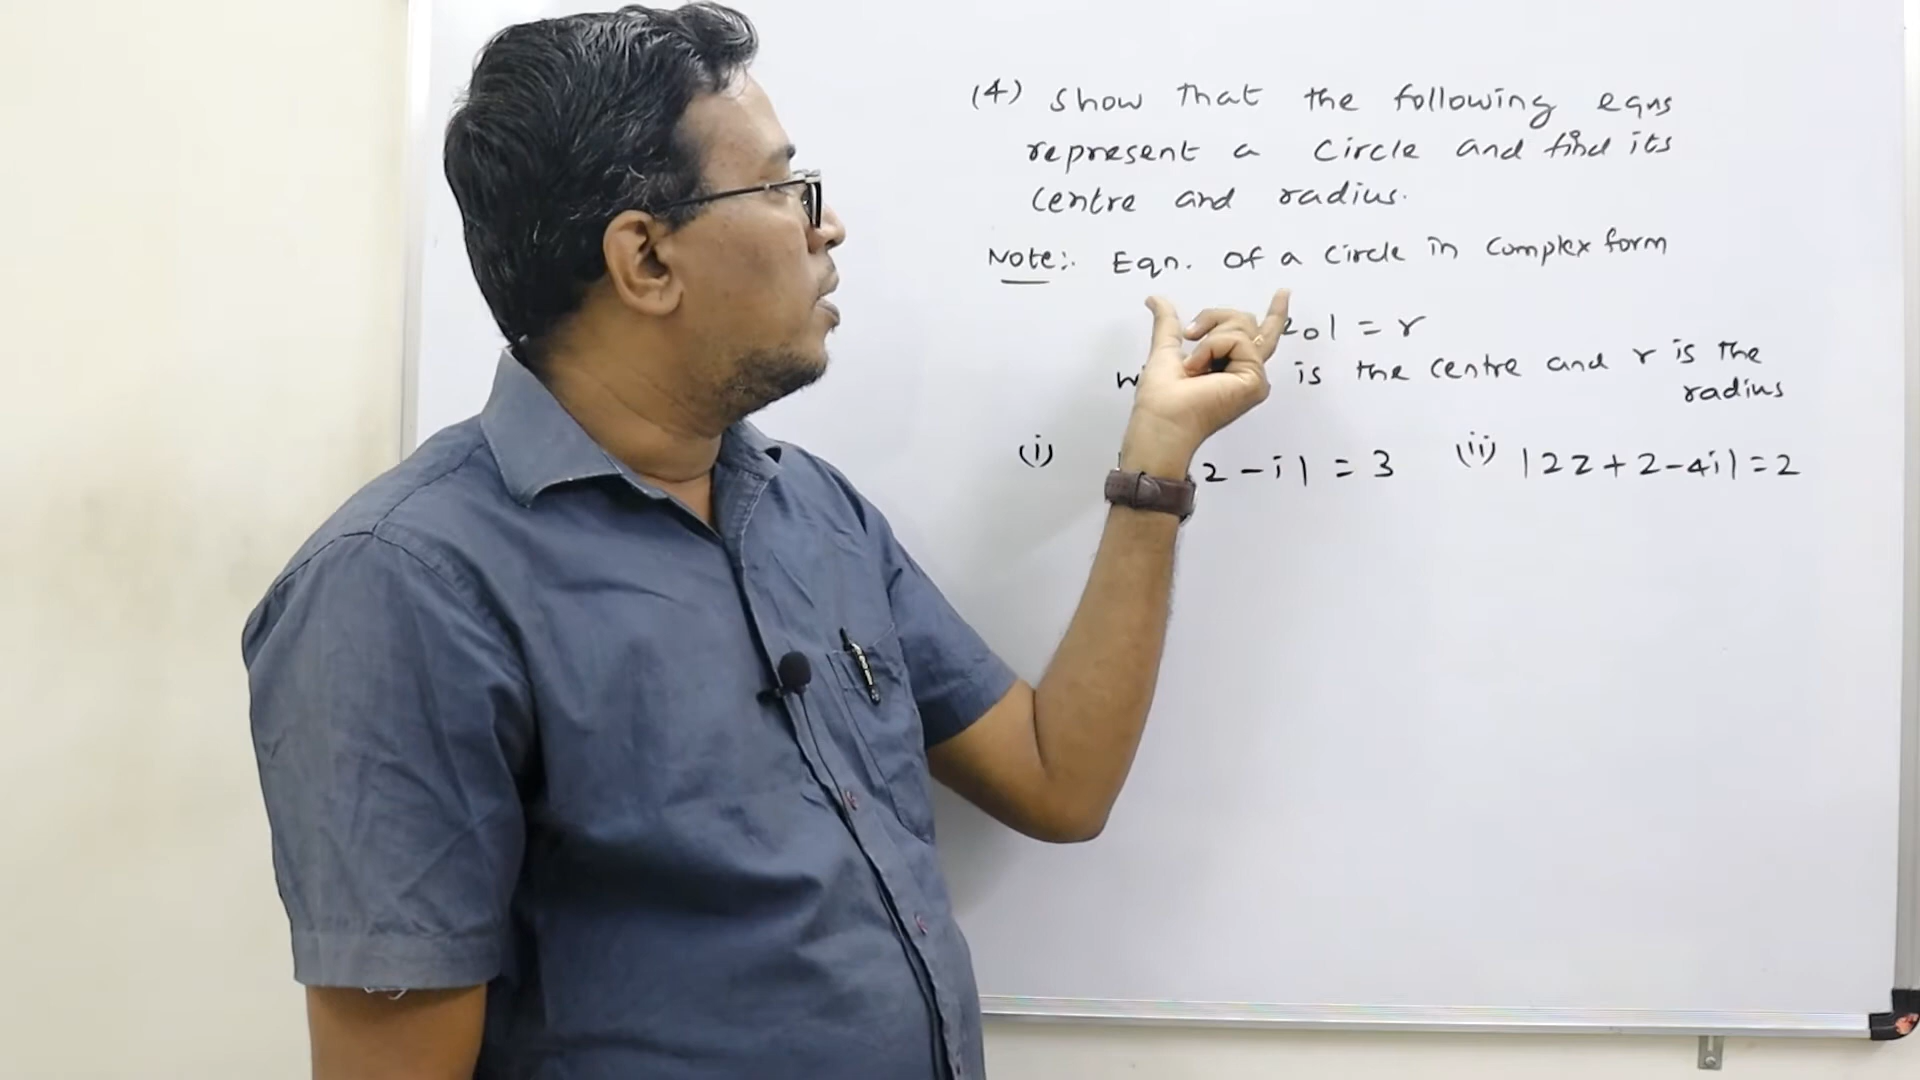 (4) Show that the following eqns
represent a circle and find its
centre and radius.
Note:. Eqn. of a circle in complex form
z₀| = r
is the centre and r is the
radius
(i) 2 - i| = 3 (ii) |2z + 2 - 4i| = 2